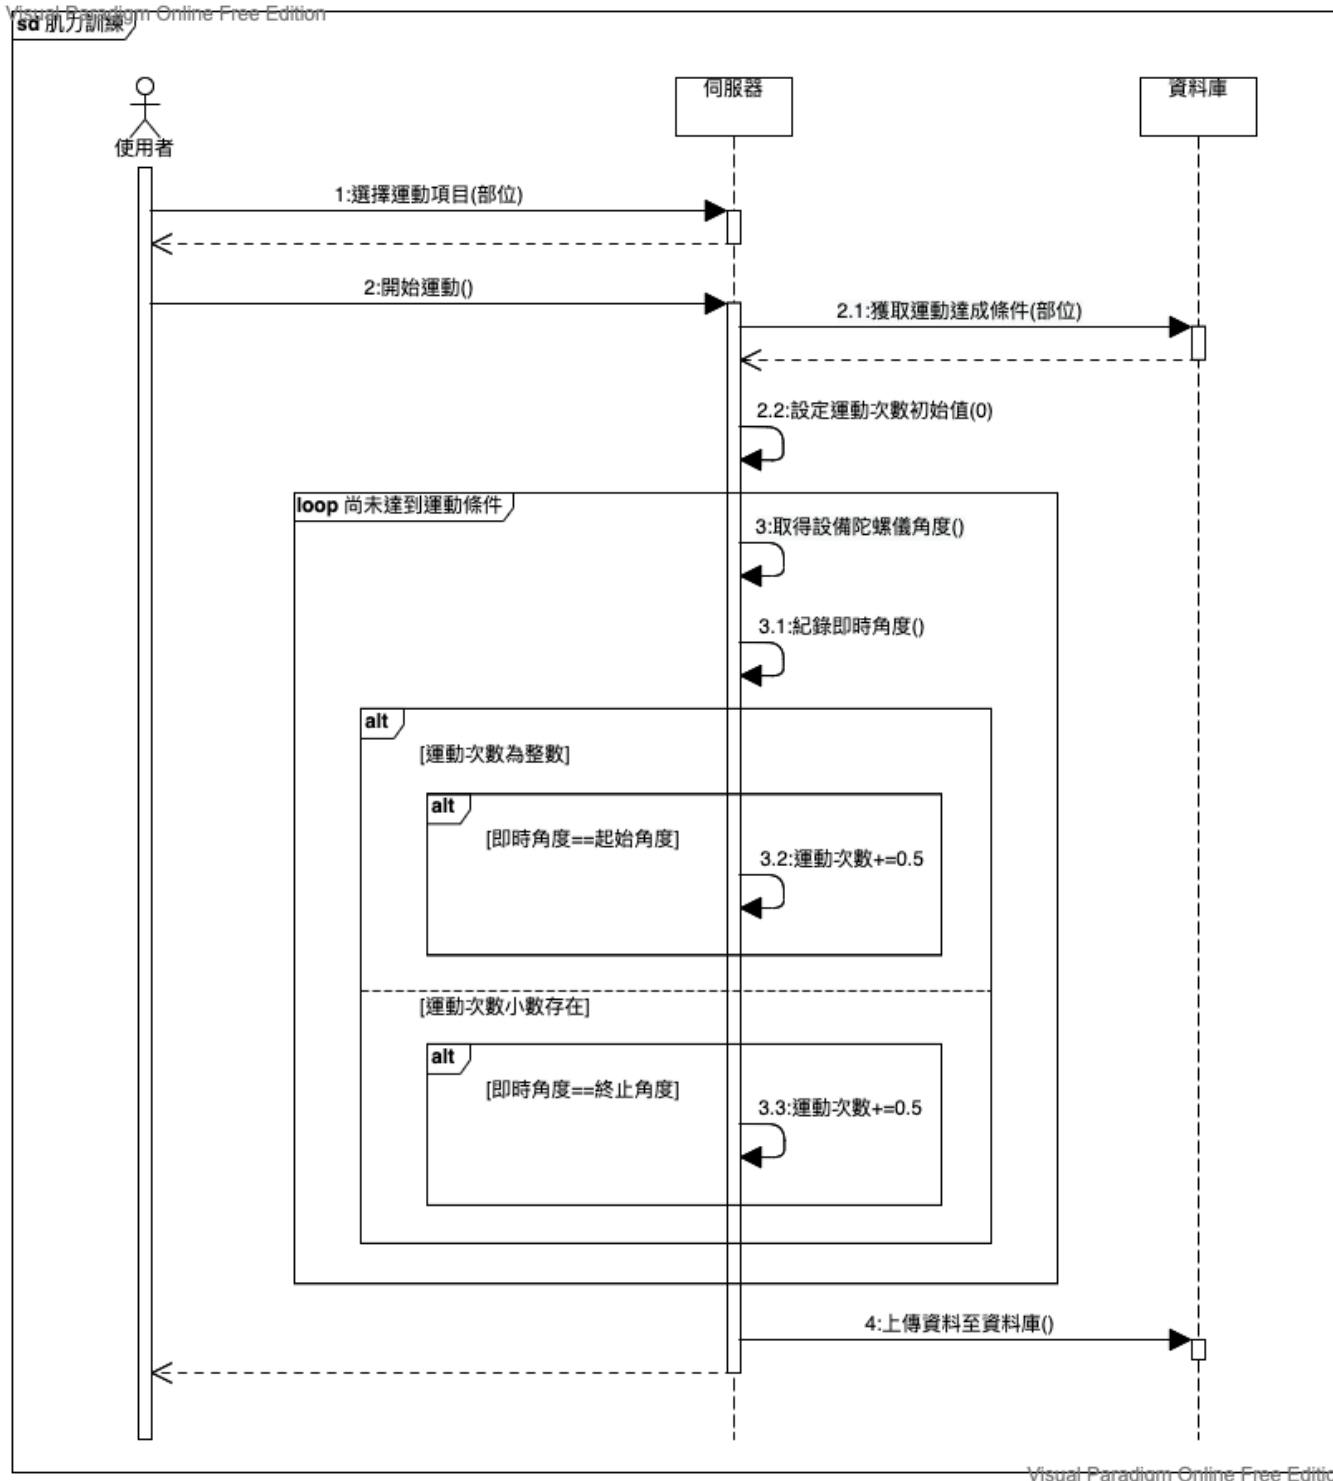 Visual Paradigm Online Free Edition
sd 肌力訓練
使用者
伺服器
資料庫
1:選擇運動項目(部位)
2:開始運動()
2.1:獲取運動達成條件(部位)
2.2:設定運動次數初始值(0)
loop 尚未達到運動條件
3:取得設備陀螺儀角度()
3.1:紀錄即時角度()
alt
[運動次數為整數]
alt
[即時角度==起始角度]
3.2:運動次數+=0.5
[運動次數小數存在]
alt
[即時角度==終止角度]
3.3:運動次數+=0.5
4:上傳資料至資料庫()
Visual Paradigm Online Free Editio